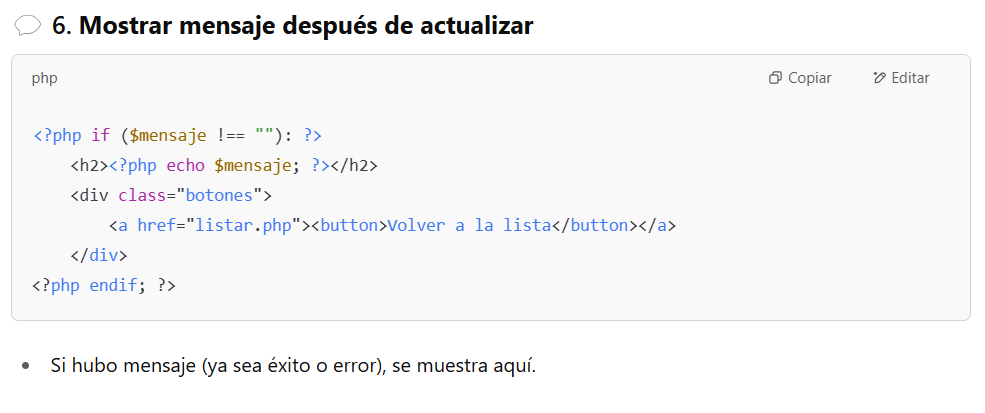 6. Mostrar mensaje después de actualizar
php
Copiar
Editar
<?php if ($mensaje !== ""): ?>
    <h2><?php echo $mensaje; ?></h2>
    <div class="botones">
        <a href="listar.php"><button>Volver a la lista</button></a>
    </div>
<?php endif; ?>
• Si hubo mensaje (ya sea éxito o error), se muestra aquí.